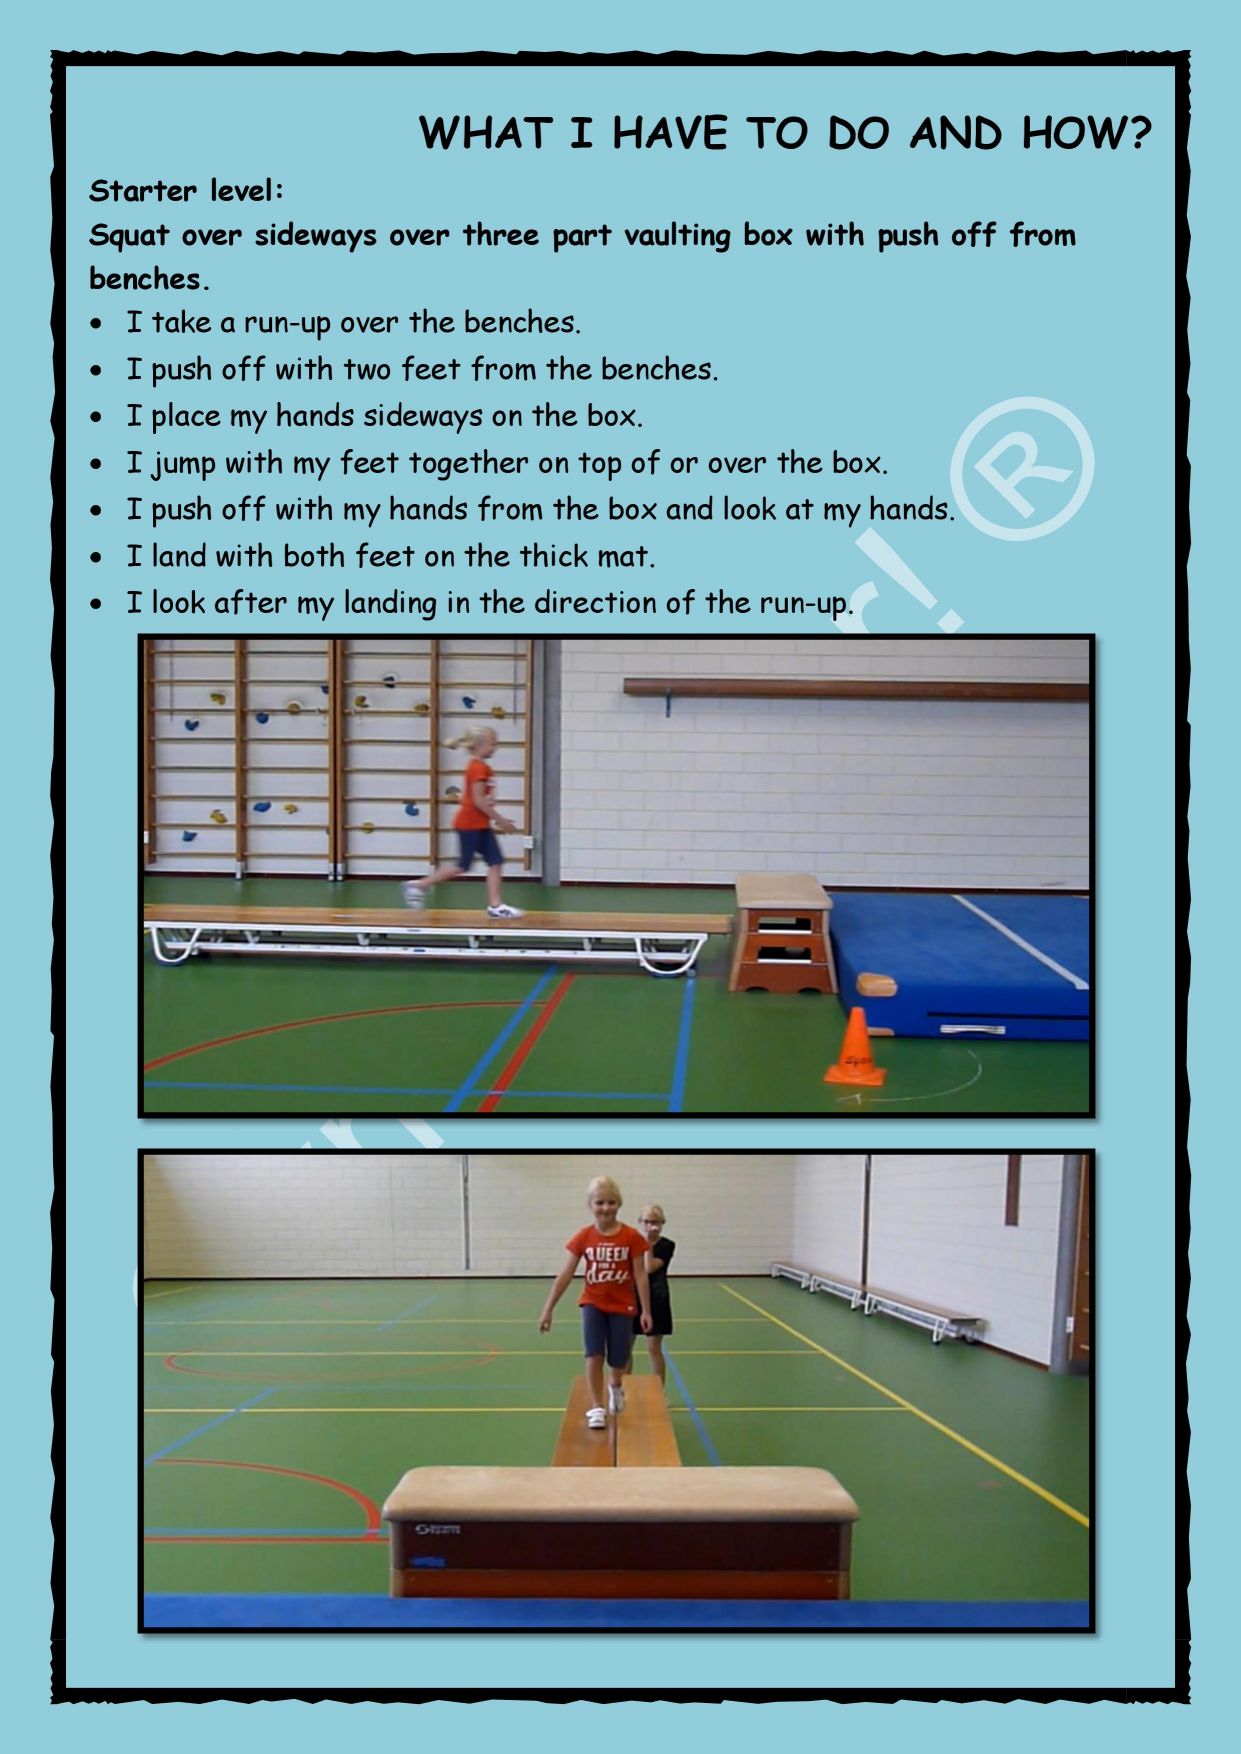 WHAT I HAVE TO DO AND HOW?
Starter level:
Squat over sideways over three part vaulting box with push off from
benches.
• I take a run-up over the benches.
• I push off with two feet from the benches.
• I place my hands sideways on the box.
• I jump with my feet together on top of or over the box.
• I push off with my hands from the box and look at my hands.
• I land with both feet on the thick mat.
• I look after my landing in the direction of the run-up.
r! ®
QUEEN
FOR A
day